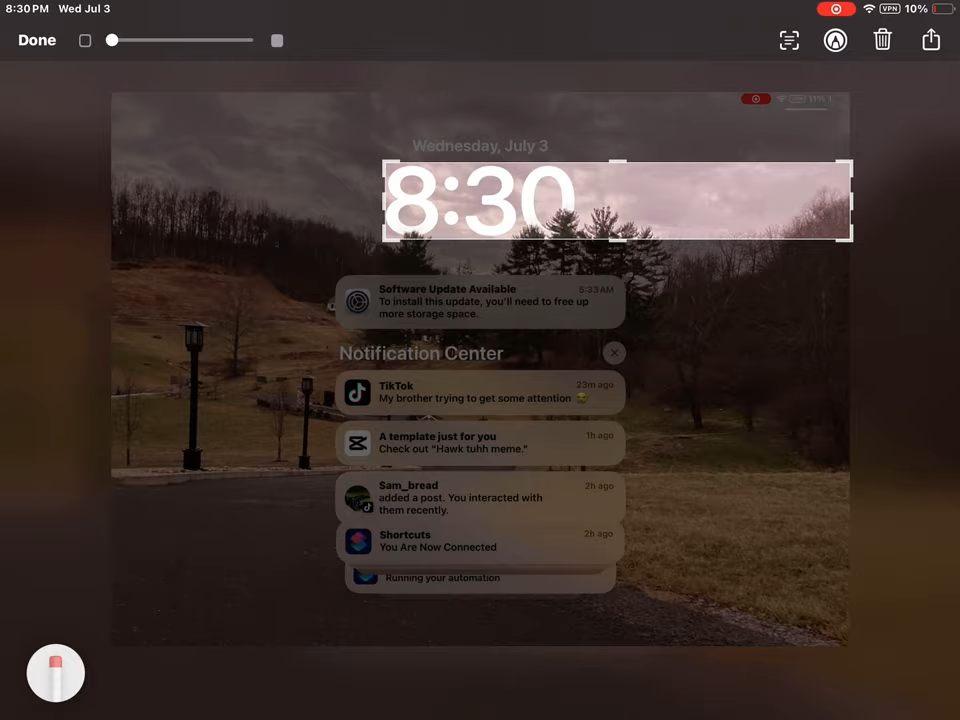 8:30 PM Wed Jul 3
VPN 10%
Done
11%
Wednesday, July 3
8:30
Software Update Available 5:33 AM
To install this update, you'll need to free up
more storage space.
Notification Center
TikTok 23m ago
My brother trying to get some attention 😭
A template just for you 1h ago
Check out "Hawk tuhh meme."
Sam_bread 2h ago
added a post. You interacted with
them recently.
Shortcuts 2h ago
You Are Now Connected
Running your automation